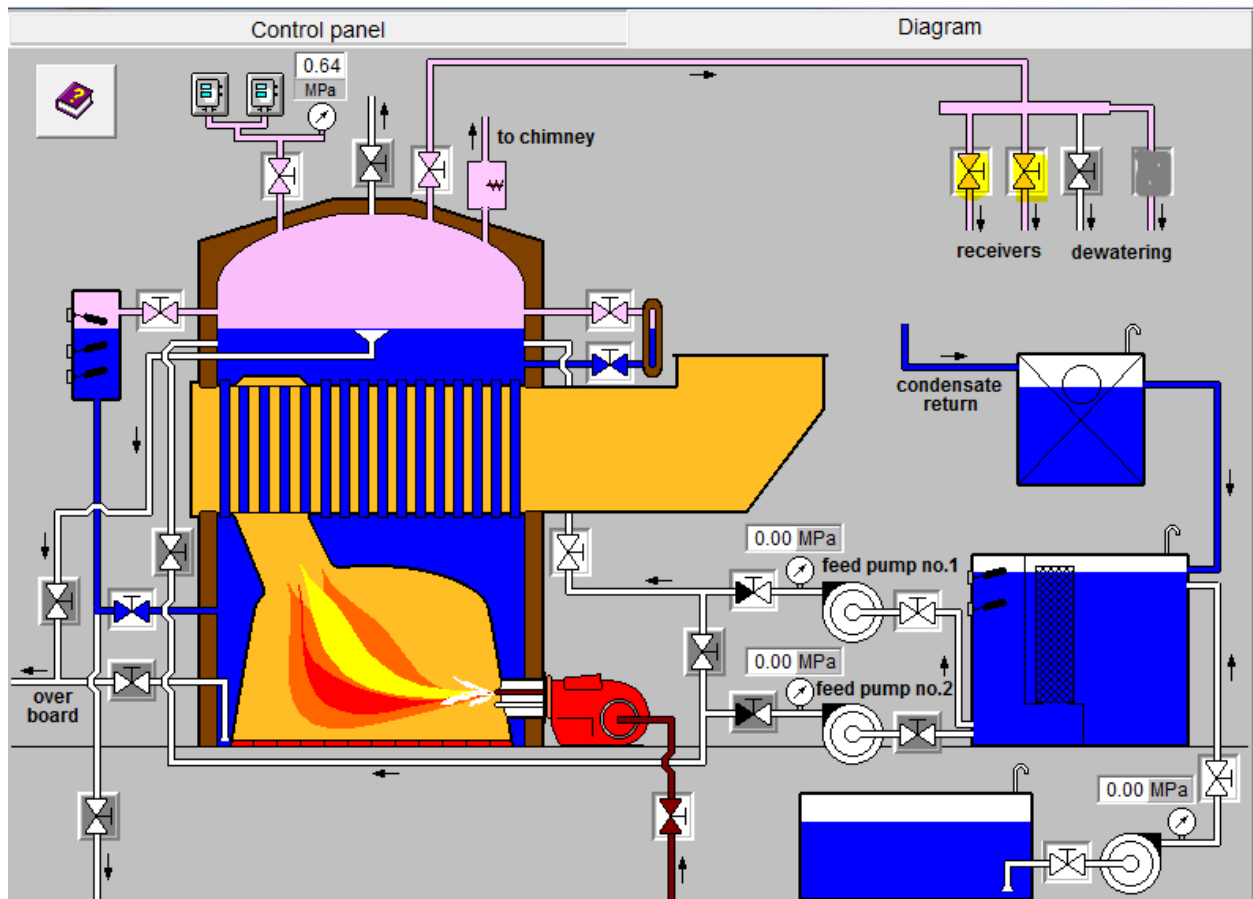 Control panel
Diagram
?
0.64
MPa
to chimney
receivers
dewatering
condensate
return
0.00 MPa
feed pump no.1
0.00 MPa
feed pump no.2
over
board
0.00 MPa